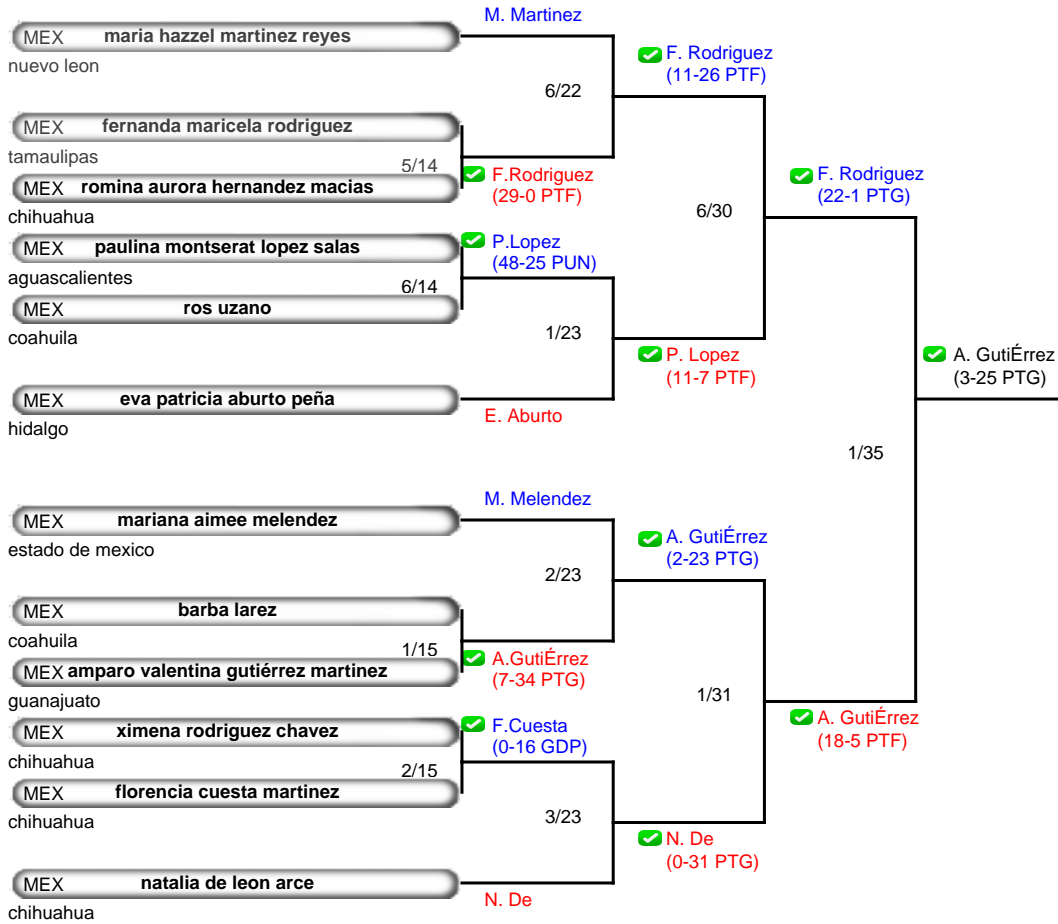 M. Martinez
MEX maria hazzel martinez reyes
nuevo leon
F. Rodriguez
(11-26 PTF)
6/22
MEX fernanda maricela rodriguez
tamaulipas
5/14
F.Rodriguez
(29-0 PTF)
MEX romina aurora hernandez macias
chihuahua
F. Rodriguez
(22-1 PTG)
6/30
MEX paulina montserat lopez salas
aguascalientes
P.Lopez
(48-25 PUN)
6/14
MEX ros uzano
coahuila
1/23
P. Lopez
(11-7 PTF)
A. GutiÉrrez
(3-25 PTG)
MEX eva patricia aburto peña
hidalgo
E. Aburto
1/35
M. Melendez
MEX mariana aimee melendez
estado de mexico
A. GutiÉrrez
(2-23 PTG)
2/23
MEX barba larez
coahuila
1/15
A.GutiÉrrez
(7-34 PTG)
MEX amparo valentina gutiérrez martinez
guanajuato
1/31
A. GutiÉrrez
(18-5 PTF)
MEX ximena rodriguez chavez
chihuahua
F.Cuesta
(0-16 GDP)
2/15
MEX florencia cuesta martinez
chihuahua
3/23
N. De
(0-31 PTG)
MEX natalia de leon arce
chihuahua
N. De